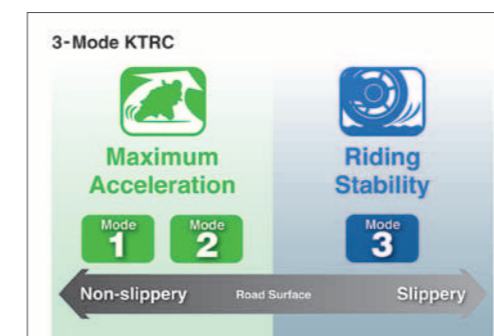 3-Mode KTRC
Maximum
Acceleration
Riding
Stability
Mode
1
Mode
2
Mode
3
Non-slippery
Road Surface
Slippery